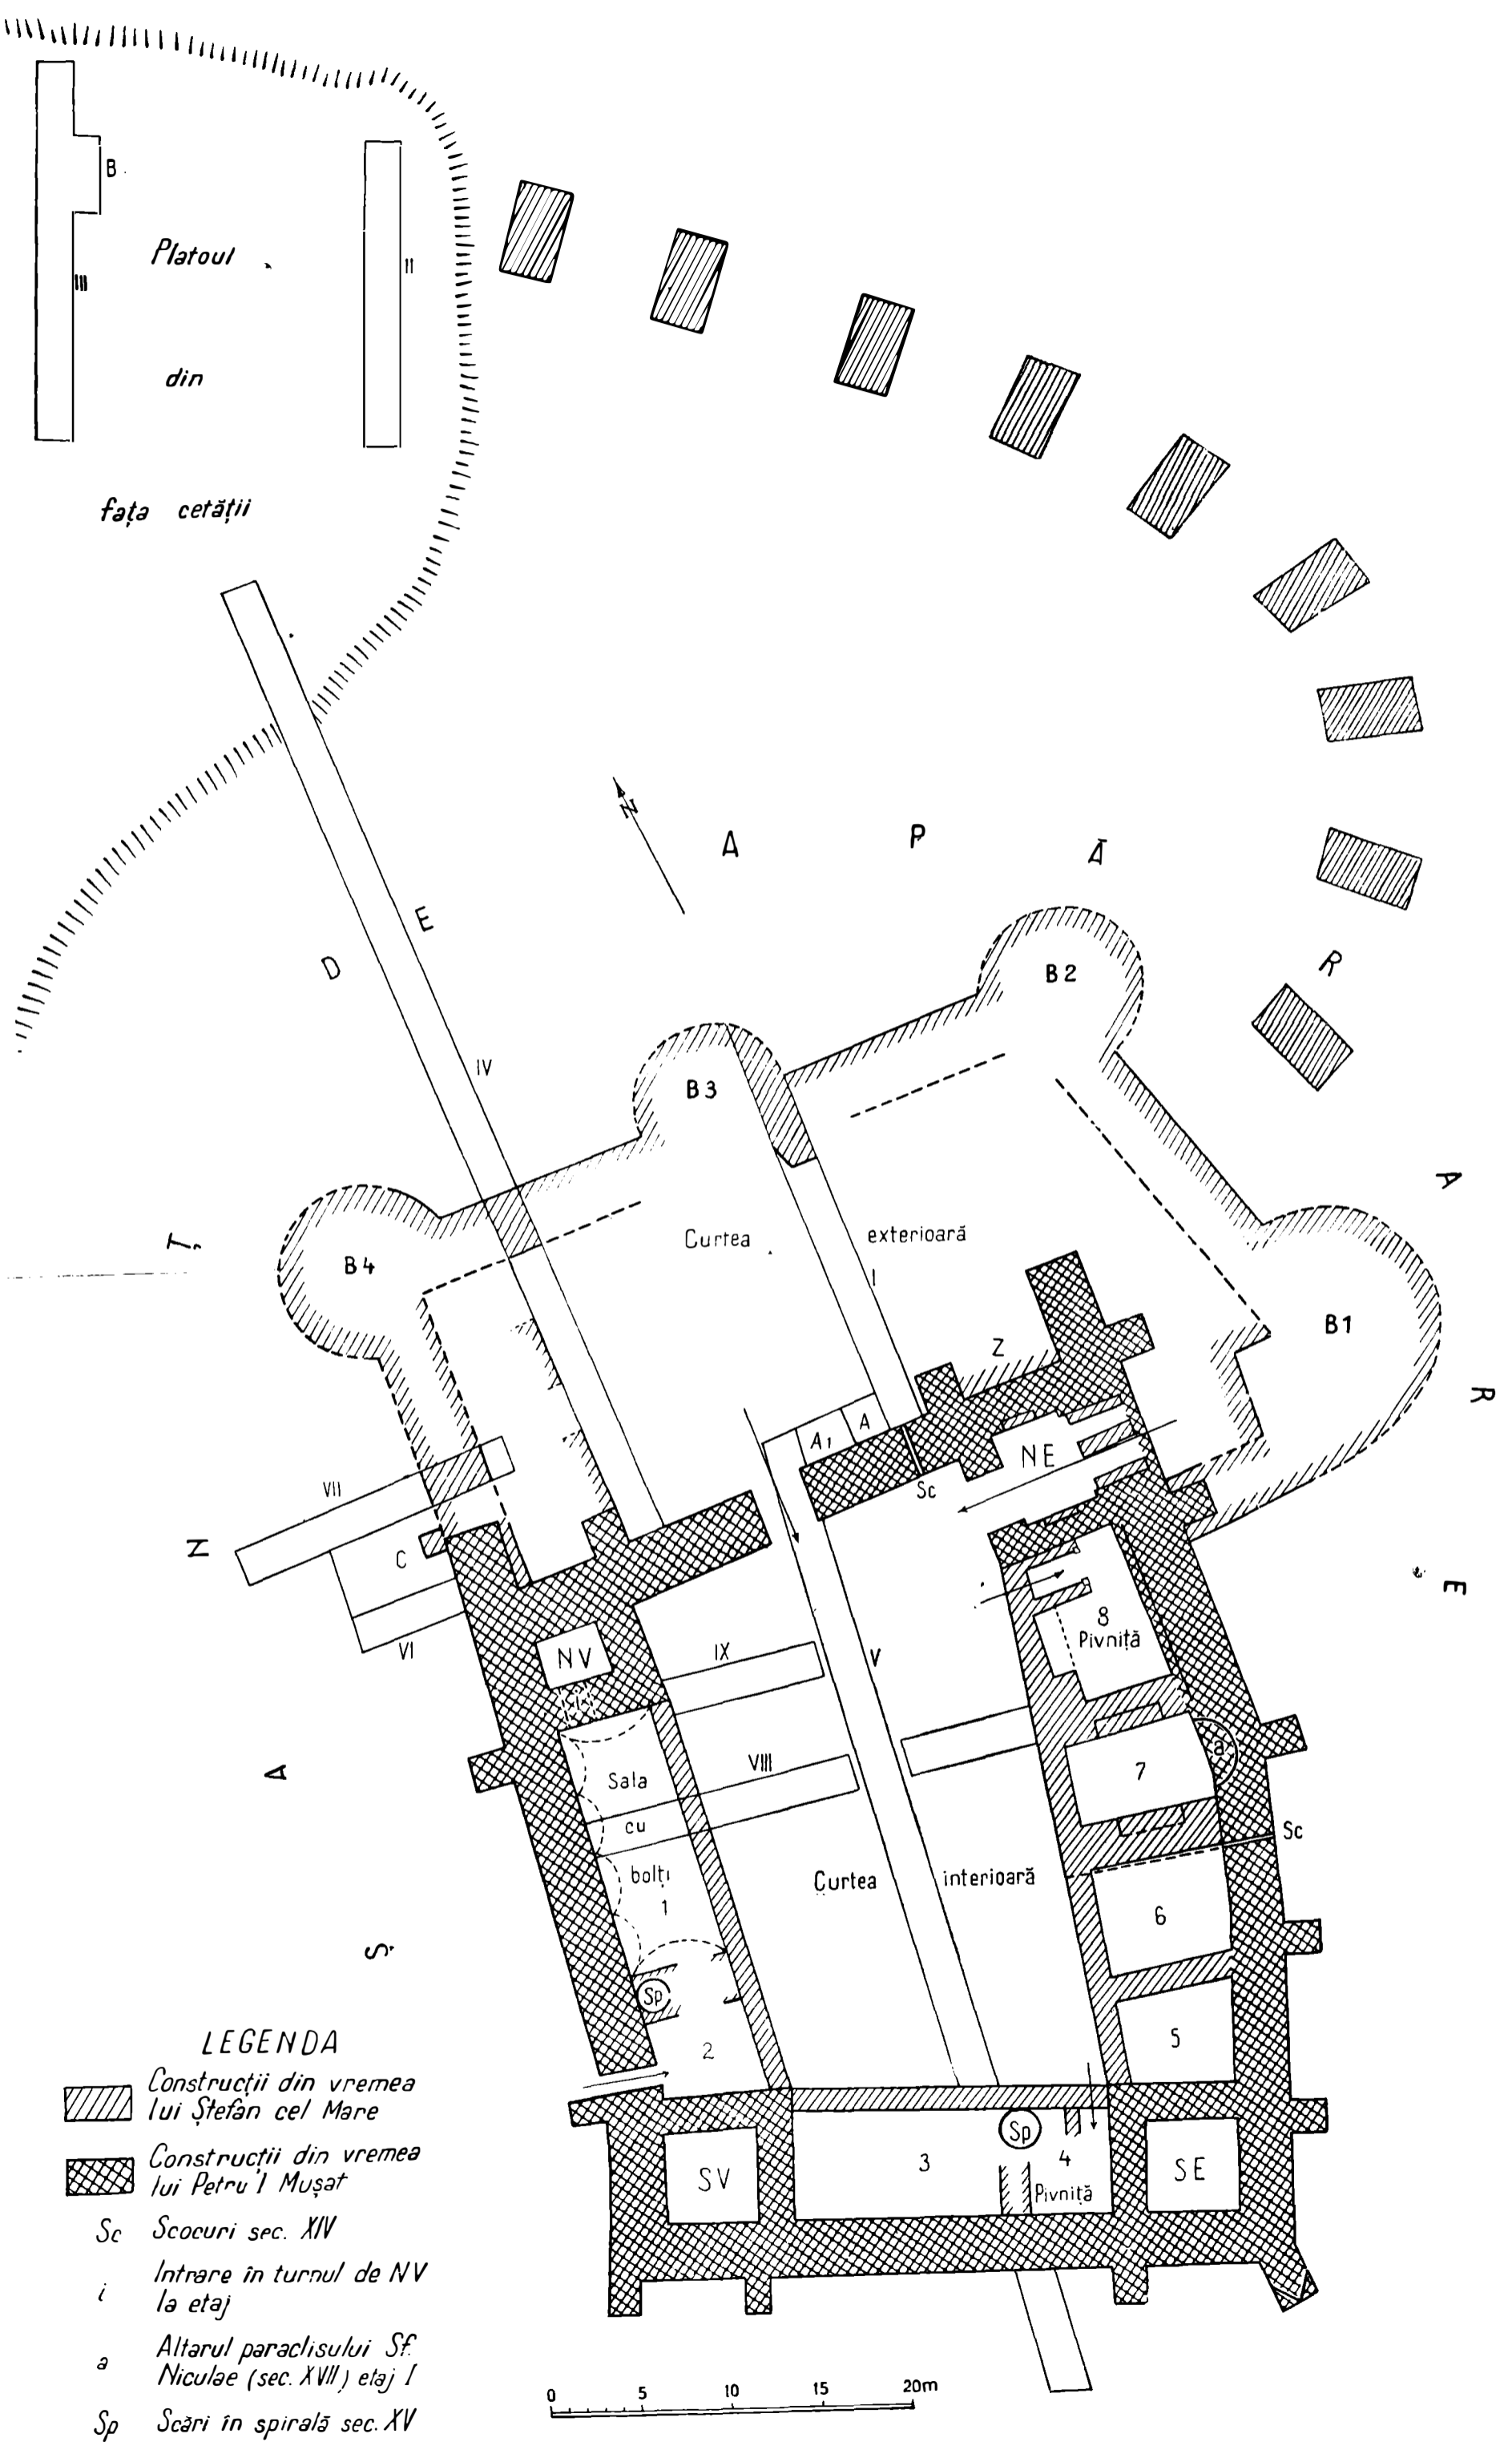 B
Platoul
III
II
din
fața cetății
N
Ș A N Ț D E A P Ă R A R E
IV
B2
B3
B4
B1
Curtea exterioară
I
Z
A1
A
NE
Sc
VII
C
VI
NV
i
IX
V
8
Pivniță
VIII
7
a
Sc
Sala
cu
bolți
1
Curtea interioară
6
Sp
2
5
Sp
3
4
Pivniță
SV
SE
LEGENDA
Construcții din vremea
lui Ștefan cel Mare
Construcții din vremea
lui Petru I Mușat
Sc Scocuri sec. XIV
i Intrare în turnul de NV
la etaj
a Altarul paraclisului Sf.
Niculae (sec. XVII) etaj I
Sp Scări în spirală sec. XV
0 5 10 15 20m